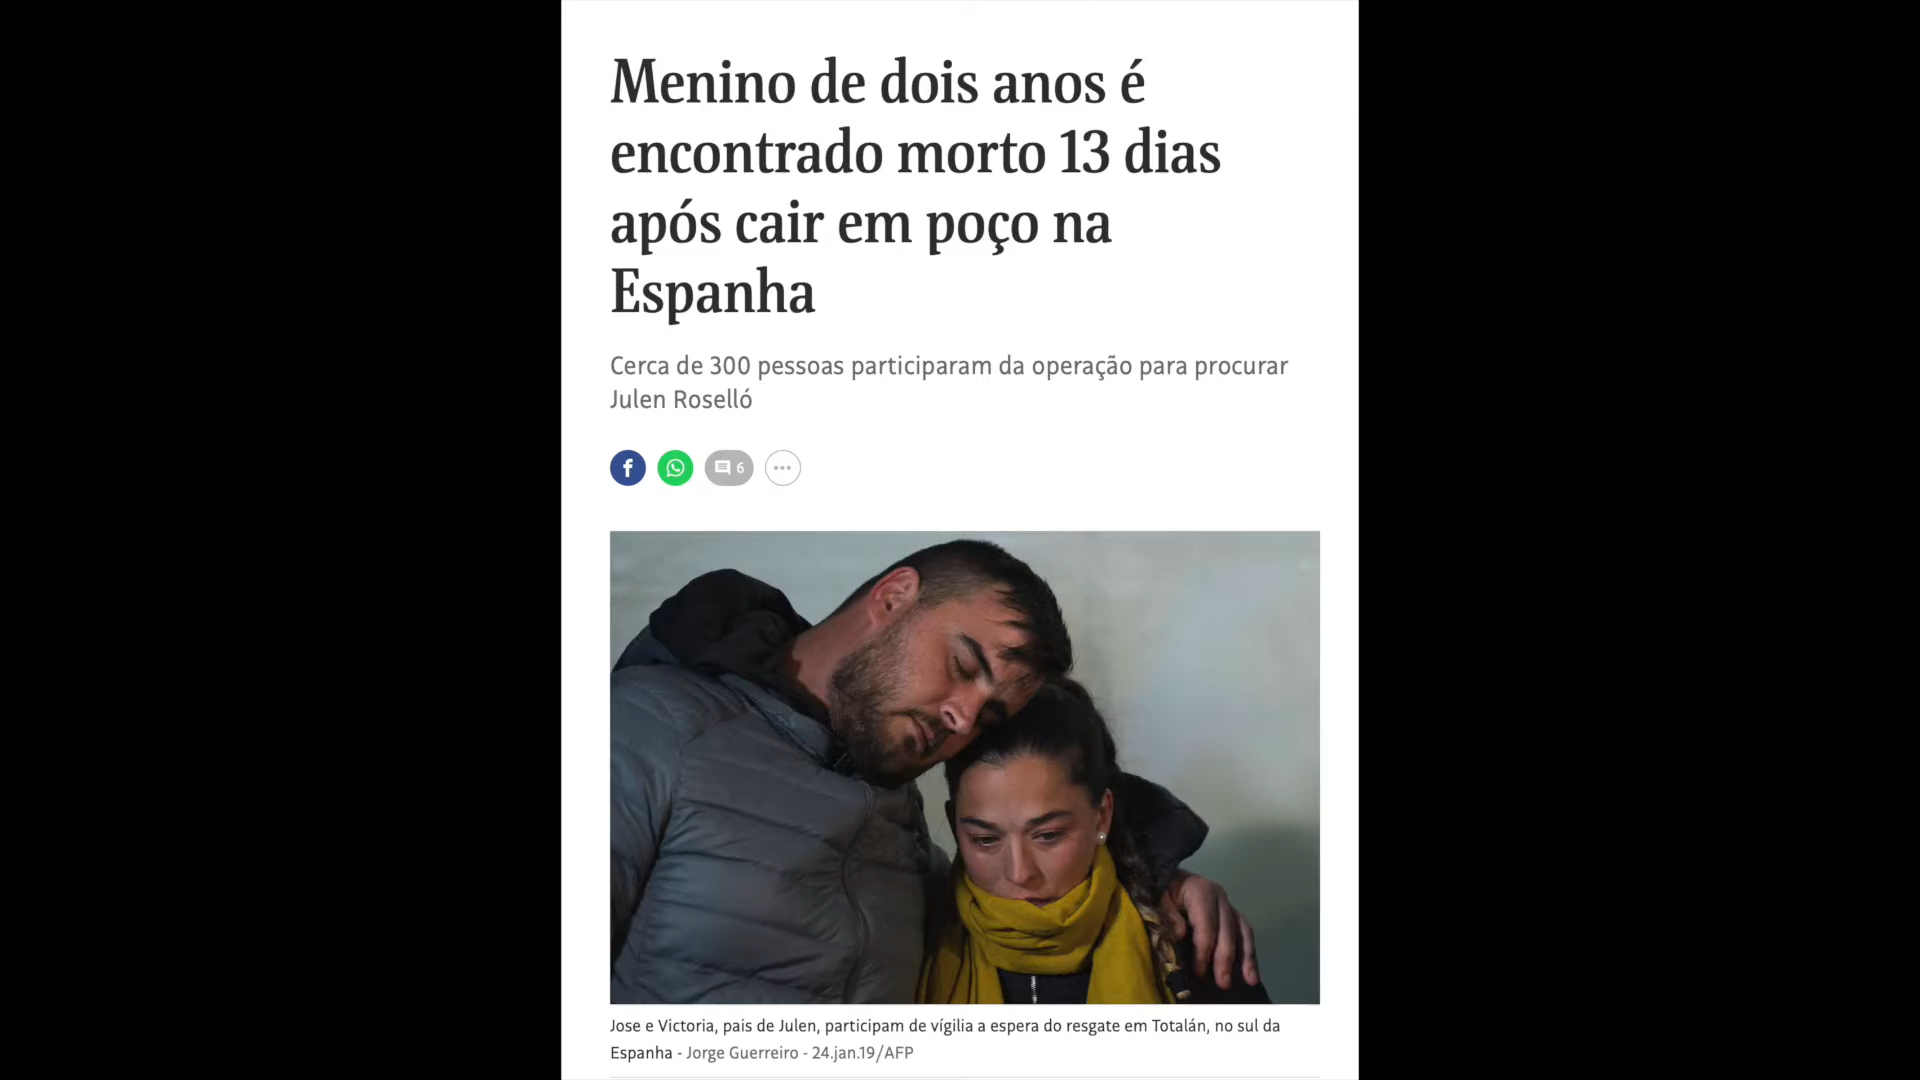 Menino de dois anos é
encontrado morto 13 dias
após cair em poço na
Espanha
Cerca de 300 pessoas participaram da operação para procurar
Julen Roselló
6
Jose e Victoria, pais de Julen, participam de vígilia a espera do resgate em Totalán, no sul da
Espanha - Jorge Guerreiro - 24.jan.19/AFP